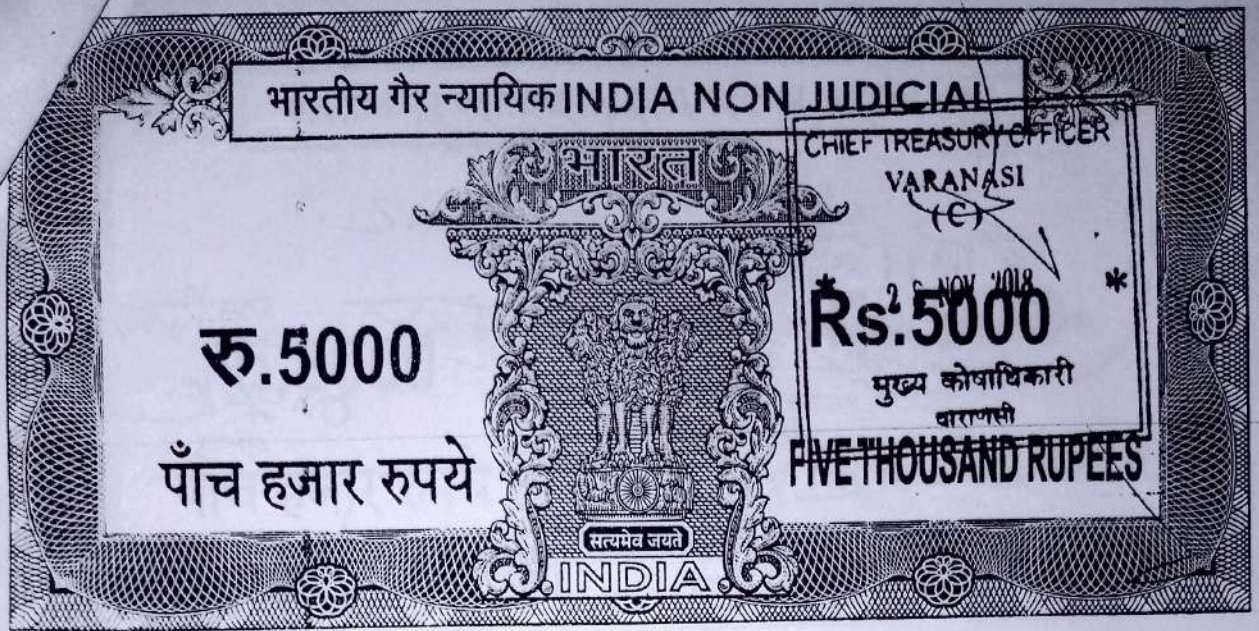 भारतीय गैर न्यायिक INDIA NON JUDICIAL
भारत
CHIEF TREASURY OFFICER
VARANASI
(C)
रु.5000
26 NOV 2018
Rs.5000
मुख्य कोषाधिकारी
वाराणसी
पाँच हजार रुपये
FIVE THOUSAND RUPEES
सत्यमेव जयते
INDIA